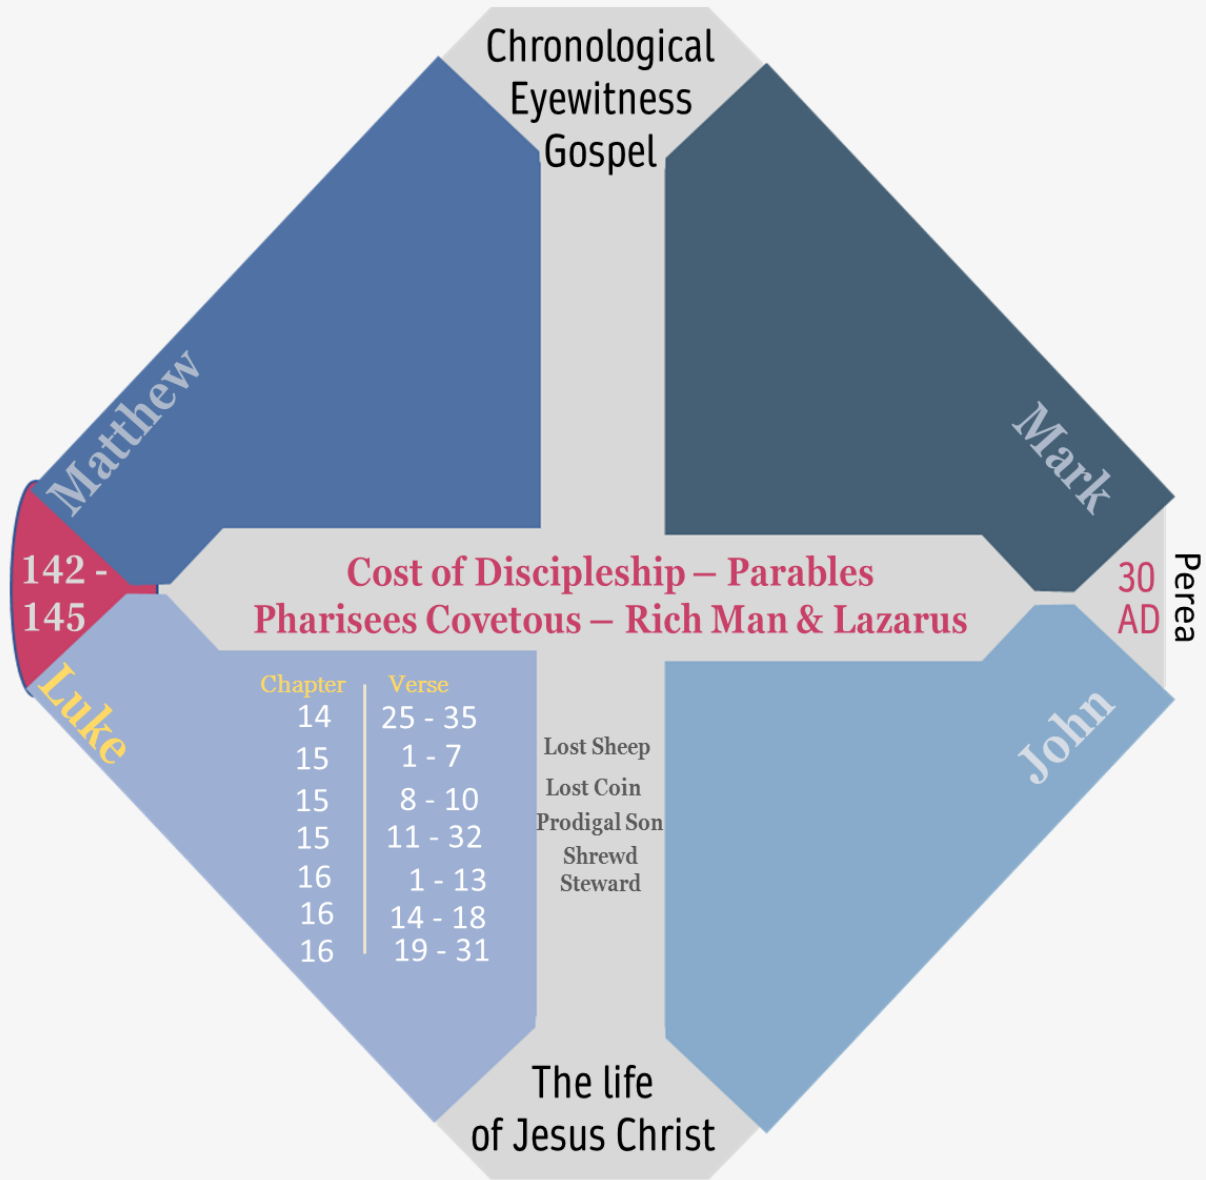 Chronological
Eyewitness
Gospel
Matthew
Mark
142 -
145
Cost of Discipleship – Parables
Pharisees Covetous – Rich Man & Lazarus
30
AD
Perea
Luke
John
Chapter Verse
14 25 - 35
15 1 - 7
15 8 - 10
15 11 - 32
16 1 - 13
16 14 - 18
16 19 - 31
Lost Sheep
Lost Coin
Prodigal Son
Shrewd
Steward
The life
of Jesus Christ